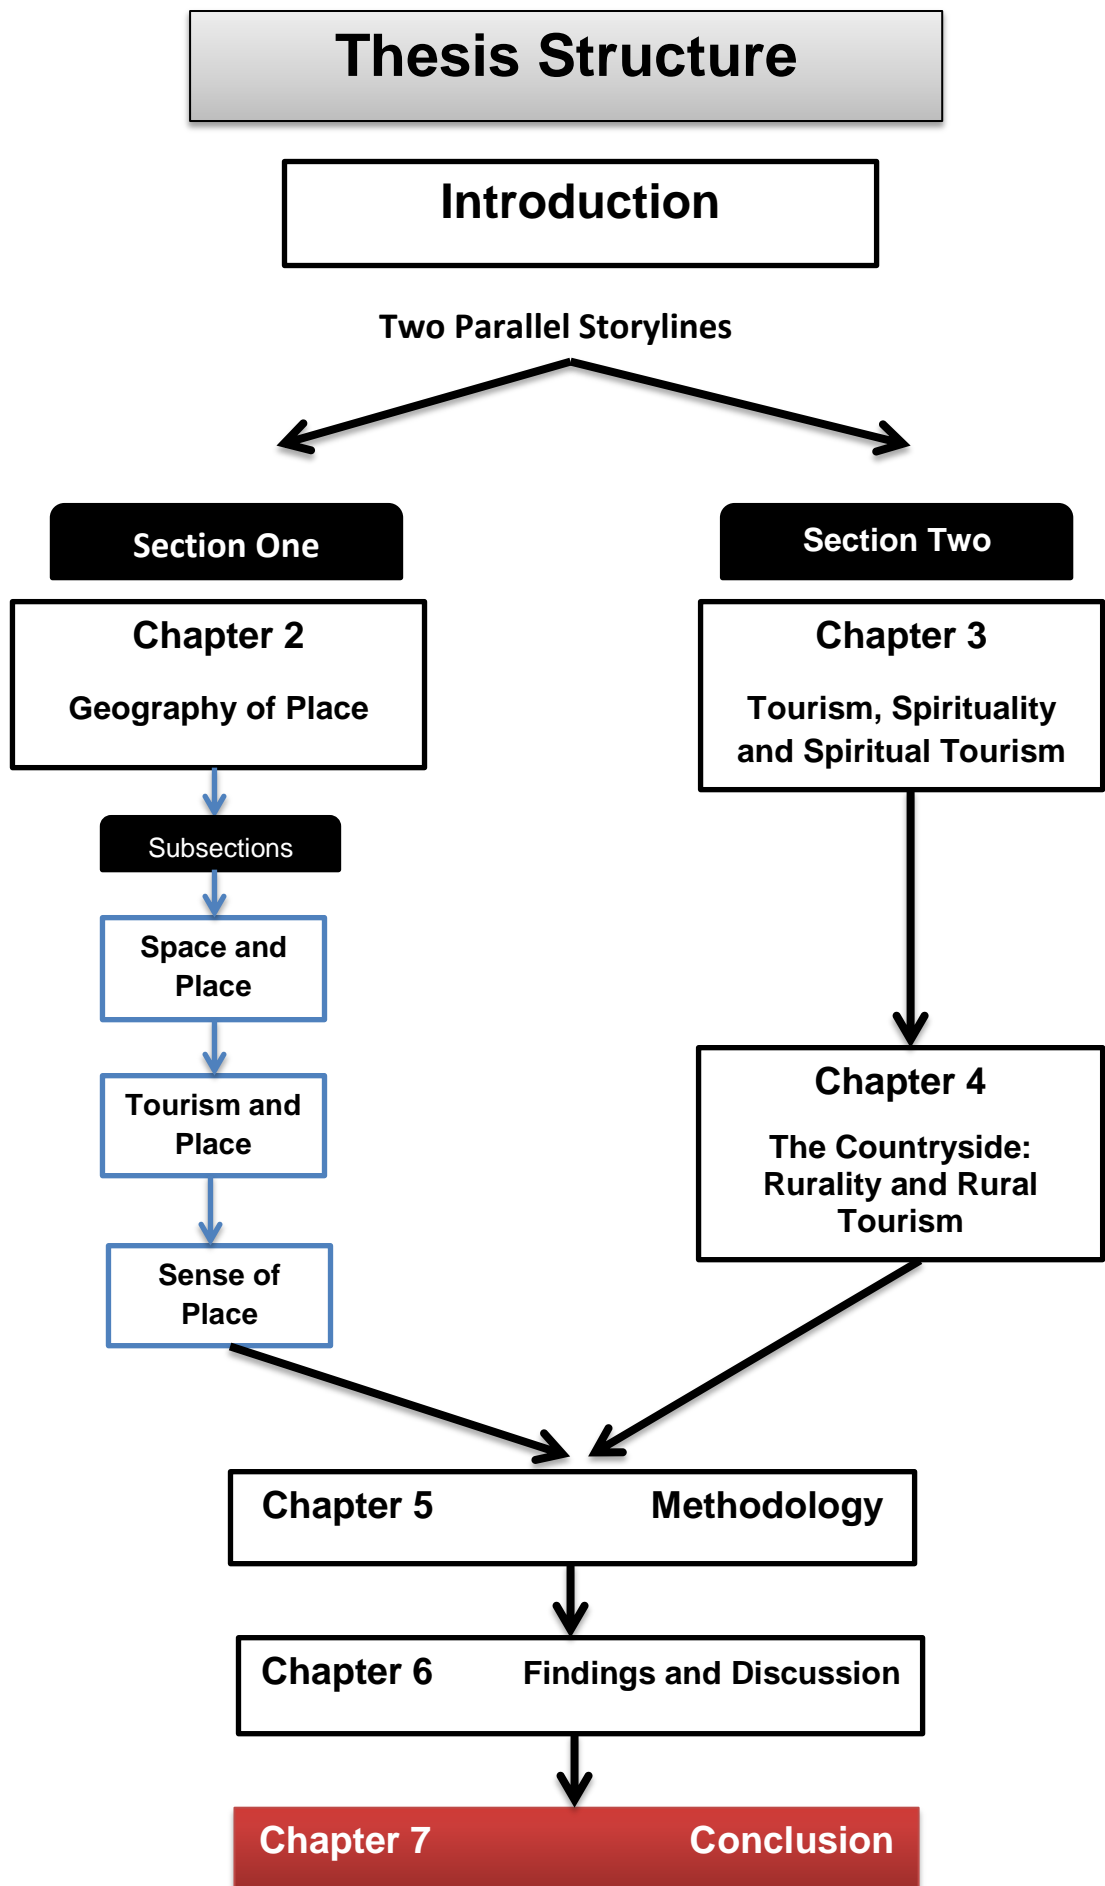 Thesis Structure
Introduction
Two Parallel Storylines
Section One
Chapter 2
Geography of Place
Subsections
Space and
Place
Tourism and
Place
Sense of
Place
Section Two
Chapter 3
Tourism, Spirituality
and Spiritual Tourism
Chapter 4
The Countryside:
Rurality and Rural
Tourism
Chapter 5 Methodology
Chapter 6 Findings and Discussion
Chapter 7 Conclusion